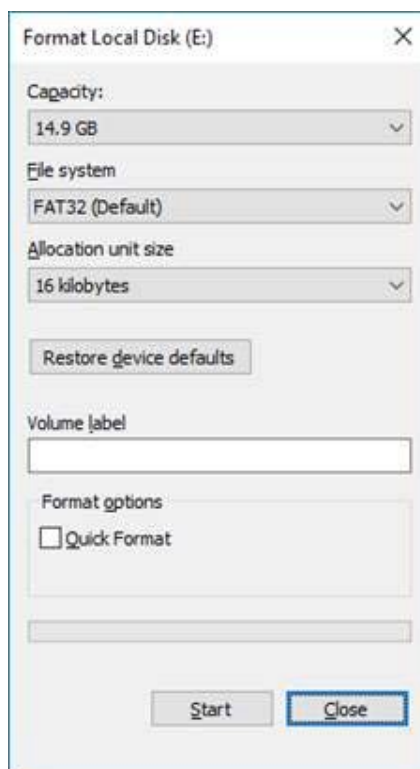 Format Local Disk (E:)
Capacity:
14.9 GB
File system
FAT32 (Default)
Allocation unit size
16 kilobytes
Restore device defaults
Volume label
Format options
Quick Format
Start
Close